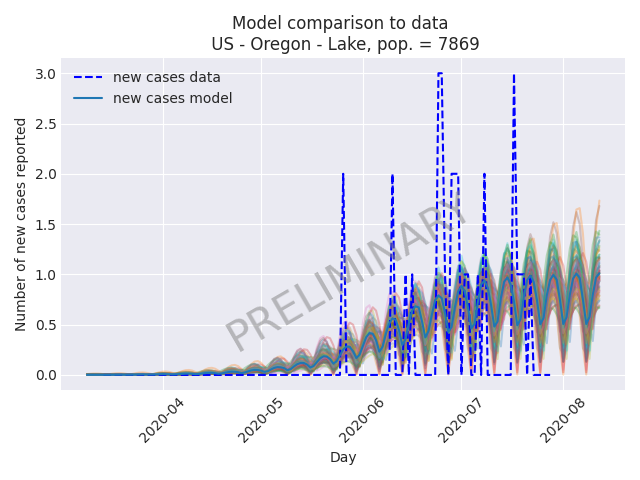 Model comparison to data
US - Oregon - Lake, pop. = 7869
new cases data
new cases model
Number of new cases reported
3.0
2.5
2.0
1.5
1.0
0.5
0.0
PRELIMINARY
2020-04
2020-05
2020-06
2020-07
2020-08
Day